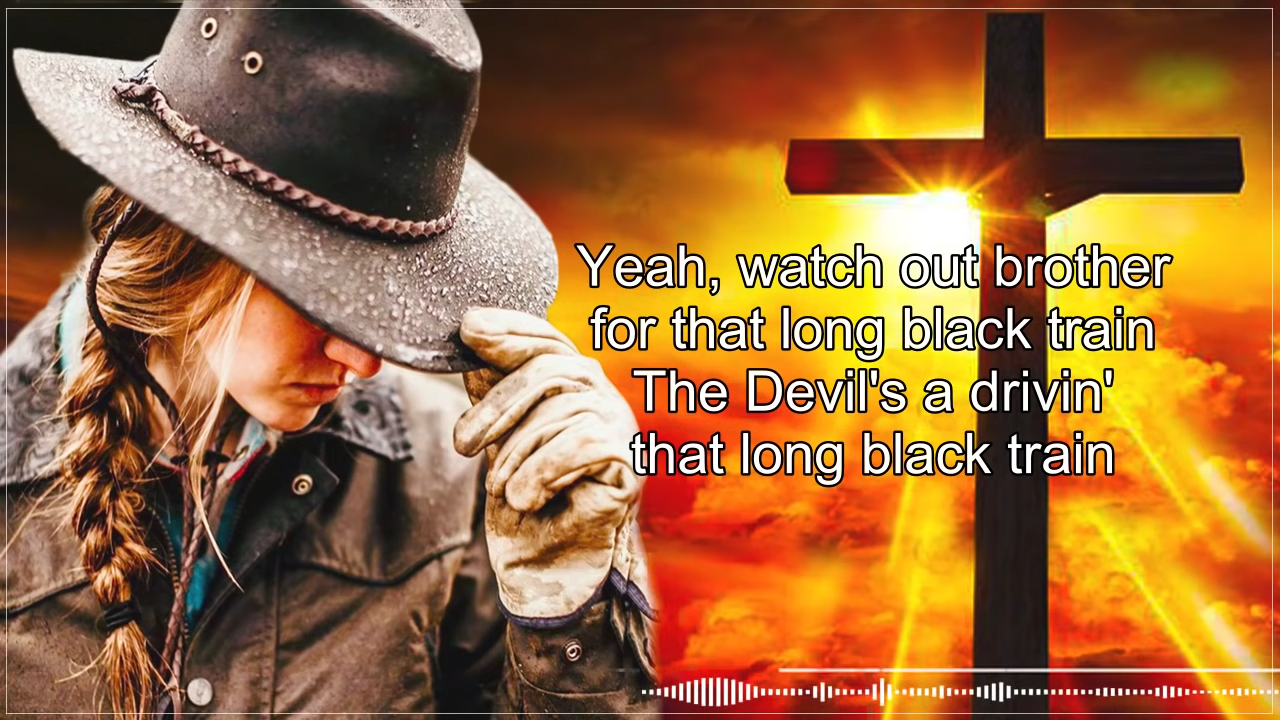 Yeah, watch out brother
for that long black train
The Devil's a drivin'
that long black train